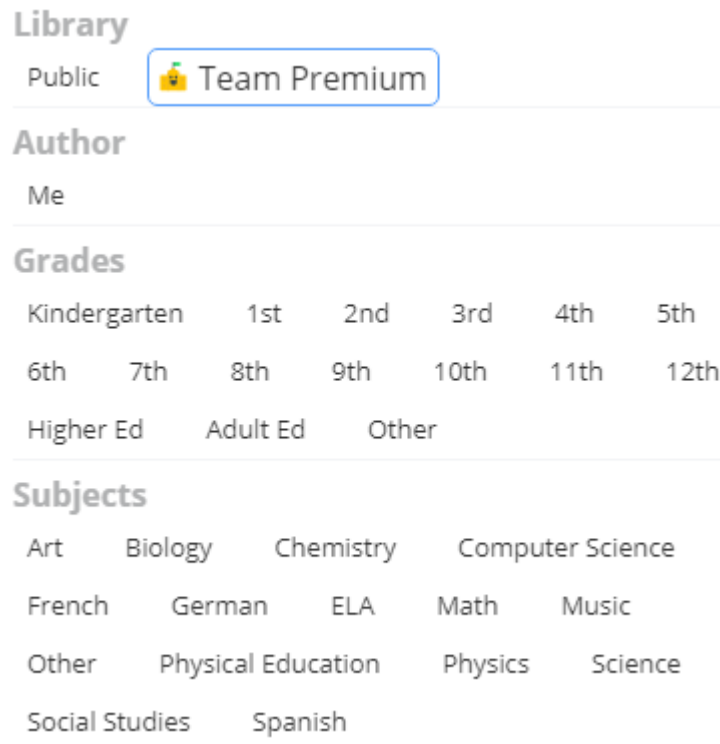 Library
Public Team Premium
Author
Me
Grades
Kindergarten 1st 2nd 3rd 4th 5th
6th 7th 8th 9th 10th 11th 12th
Higher Ed Adult Ed Other
Subjects
Art Biology Chemistry Computer Science
French German ELA Math Music
Other Physical Education Physics Science
Social Studies Spanish